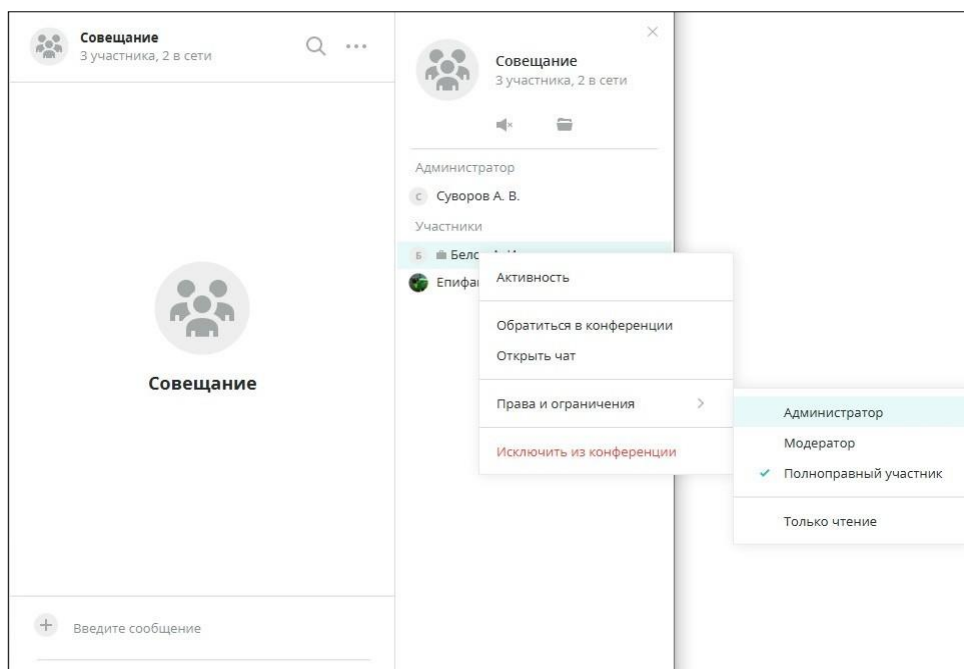 Совещание
3 участника, 2 в сети
Совещание
Введите сообщение
Совещание
3 участника, 2 в сети
Администратор
С Суворов А. В.
Участники
Б
Активность
Обратиться в конференции
Открыть чат
Права и ограничения
Исключить из конференции
Администратор
Модератор
Полноправный участник
Только чтение